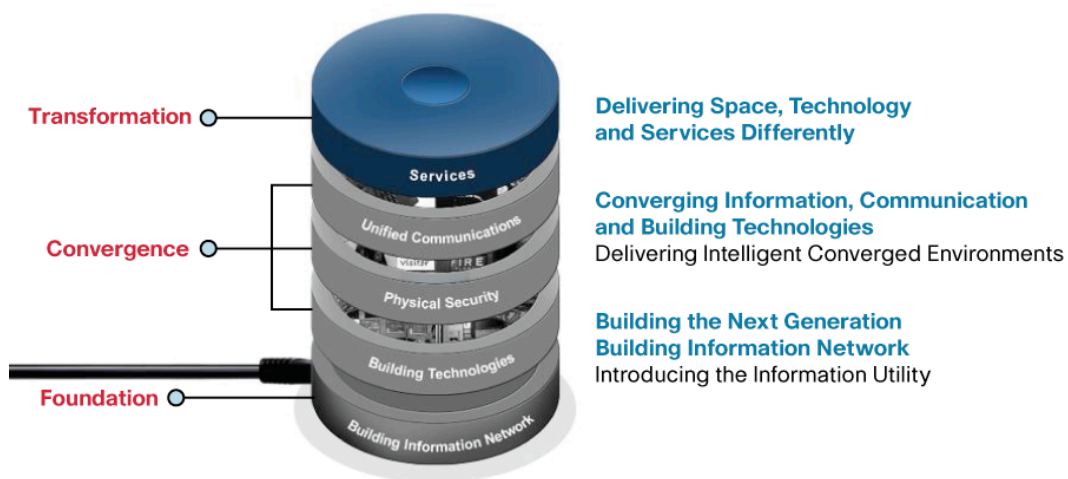 Transformation
Services
Delivering Space, Technology
and Services Differently
Convergence
Unified Communications
Visitor
FIRE
Physical Security
Building Technologies
Converging Information, Communication
and Building Technologies
Delivering Intelligent Converged Environments
Foundation
Building Information Network
Building the Next Generation
Building Information Network
Introducing the Information Utility